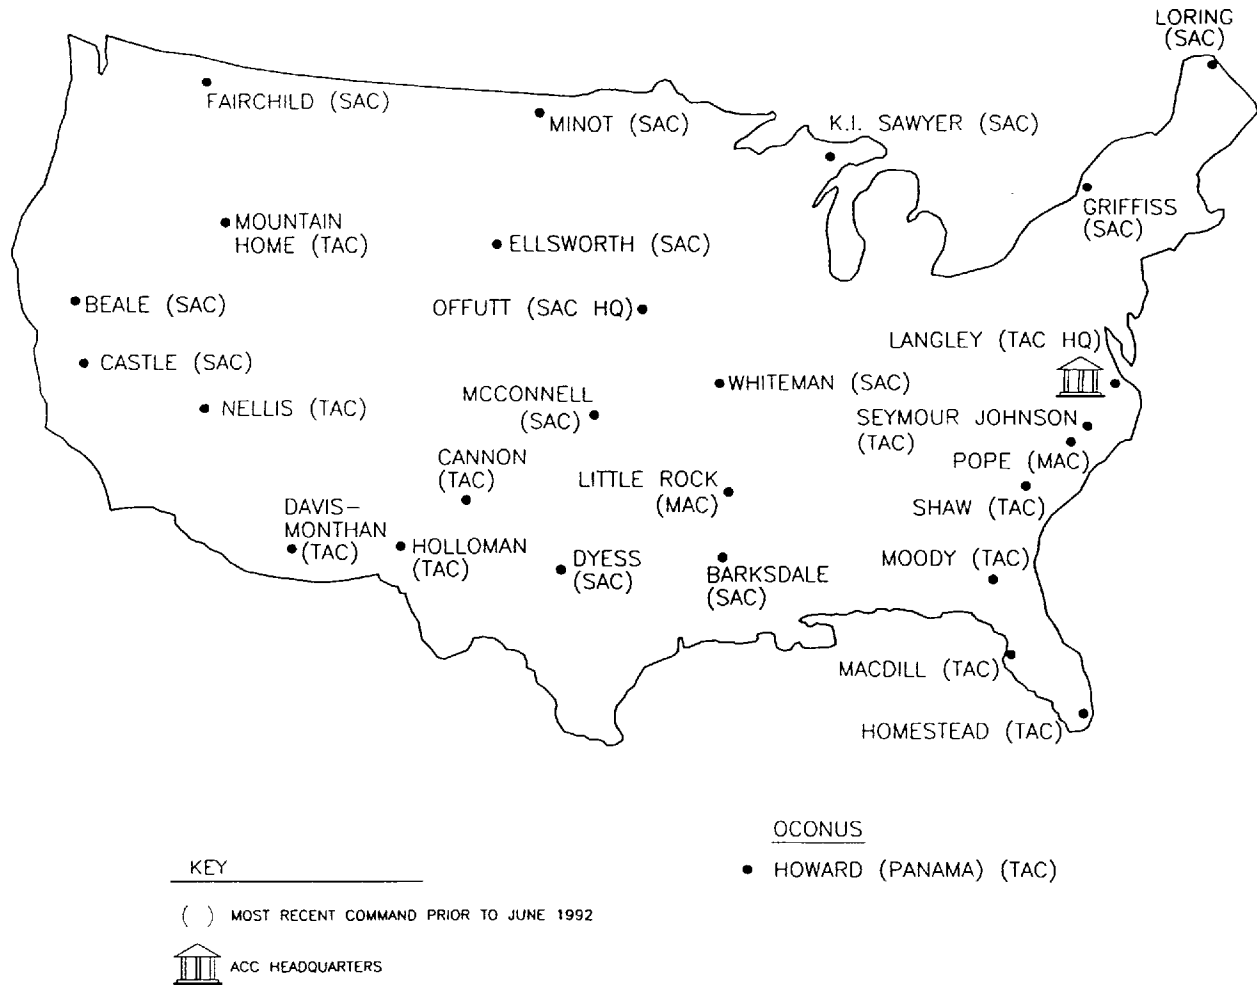 LORING
(SAC)
FAIRCHILD (SAC)
MINOT (SAC)
K.I. SAWYER (SAC)
GRIFFISS
(SAC)
MOUNTAIN
HOME (TAC)
ELLSWORTH (SAC)
BEALE (SAC)
OFFUTT (SAC HQ)
LANGLEY (TAC HQ)
CASTLE (SAC)
WHITEMAN (SAC)
MCCONNELL
(SAC)
NELLIS (TAC)
SEYMOUR JOHNSON
(TAC)
CANNON
(TAC)
POPE (MAC)
LITTLE ROCK
(MAC)
SHAW (TAC)
DAVIS-
MONTHAN
(TAC)
HOLLOMAN
(TAC)
DYESS
(SAC)
BARKSDALE
(SAC)
MOODY (TAC)
MACDILL (TAC)
HOMESTEAD (TAC)
OCONUS
HOWARD (PANAMA) (TAC)
KEY
( ) MOST RECENT COMMAND PRIOR TO JUNE 1992
ACC HEADQUARTERS